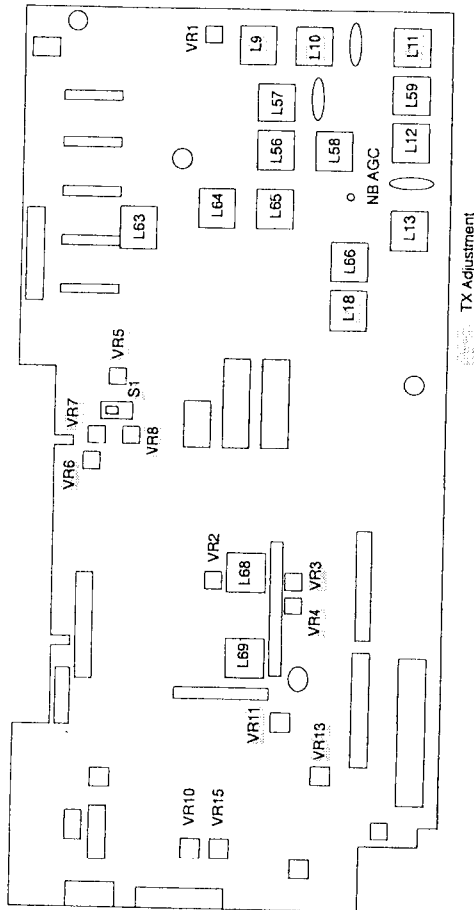 VR1
L9
L10
L11
L57
L59
L56
L58
L12
NB AGC
L64
L65
L63
L13
L66
L18
VR5
S1
VR7
VR8
VR6
VR2
L68
VR3
VR4
L69
VR11
VR13
VR10
VR15
TX Adjustment